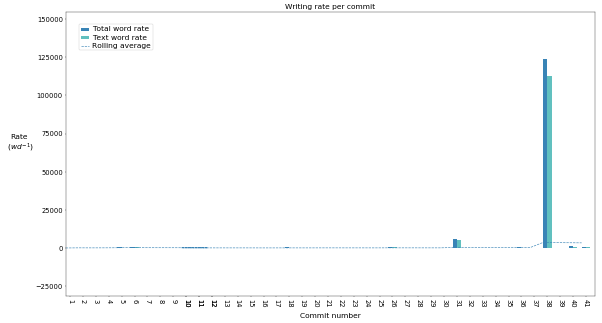 Writing rate per commit
150000
125000
100000
75000
50000
25000
0
−25000
Rate
(wd⁻¹)
Total word rate
Text word rate
Rolling average
1 2 3 4 5 6 7 8 9 10 11 12 13 14 15 16 17 18 19 20 21 22 23 24 25 26 27 28 29 30 31 32 33 34 35 36 37 38 39 40 41
Commit number